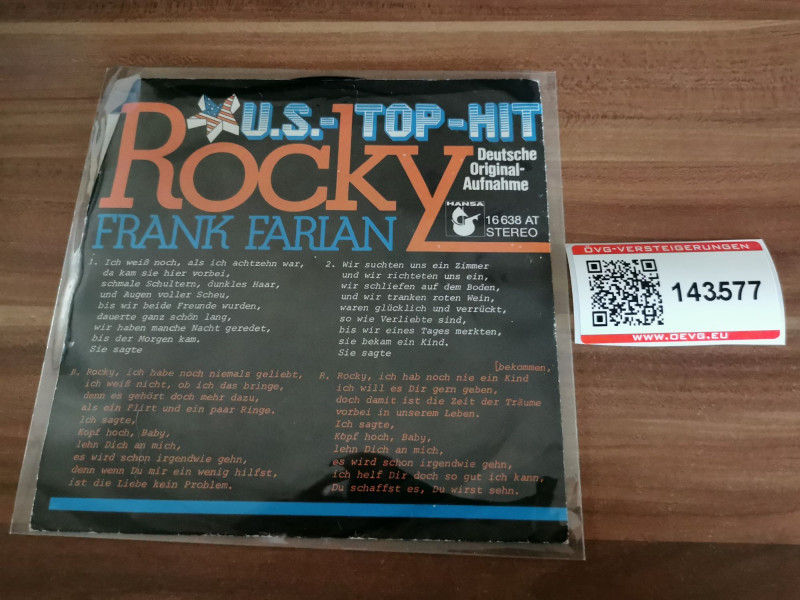 U.S.- TOP-HIT
Rocky
Deutsche
Original-
Aufnahme
FRANK FARIAN
HANSA
16 638 AT
STEREO
1. Ich weiß noch, als ich achtzehn war,
da kam sie hier vorbei,
schmale Schultern, dunkles Haar,
und Augen voller Scheu,
bis wir beide Freunde wurden,
dauerte ganz schön lang,
wir haben manche Nacht geredet,
bis der Morgen kam.
Sie sagte
R. Rocky, ich habe noch niemals geliebt,
ich weiß nicht, ob ich das bringe,
denn es gehört doch mehr dazu,
als ein Flirt und ein paar Ringe.
Ich sagte,
Kopf hoch, Baby,
lehn Dich an mich,
es wird schon irgendwie gehn,
denn wenn Du mir ein wenig hilfst,
ist die Liebe kein Problem.
2. Wir suchten uns ein Zimmer
und wir richteten uns ein,
wir schliefen auf dem Boden,
und wir tranken roten Wein,
waren glücklich und verrückt,
so wie Verliebte sind,
bis wir eines Tages merkten,
sie bekam ein Kind.
Sie sagte
[bekommen,
R. Rocky, ich hab noch nie ein Kind
ich will es Dir gern geben,
doch damit ist die Zeit der Träume
vorbei in unserem Leben.
Ich sagte,
Kopf hoch, Baby,
lehn Dich an mich,
es wird schon irgendwie gehn,
ich helf Dir doch so gut ich kann,
Du schaffst es, Du wirst sehn.
ÖVG-VERSTEIGERUNGEN
143.577
WWW.OEVG.EU